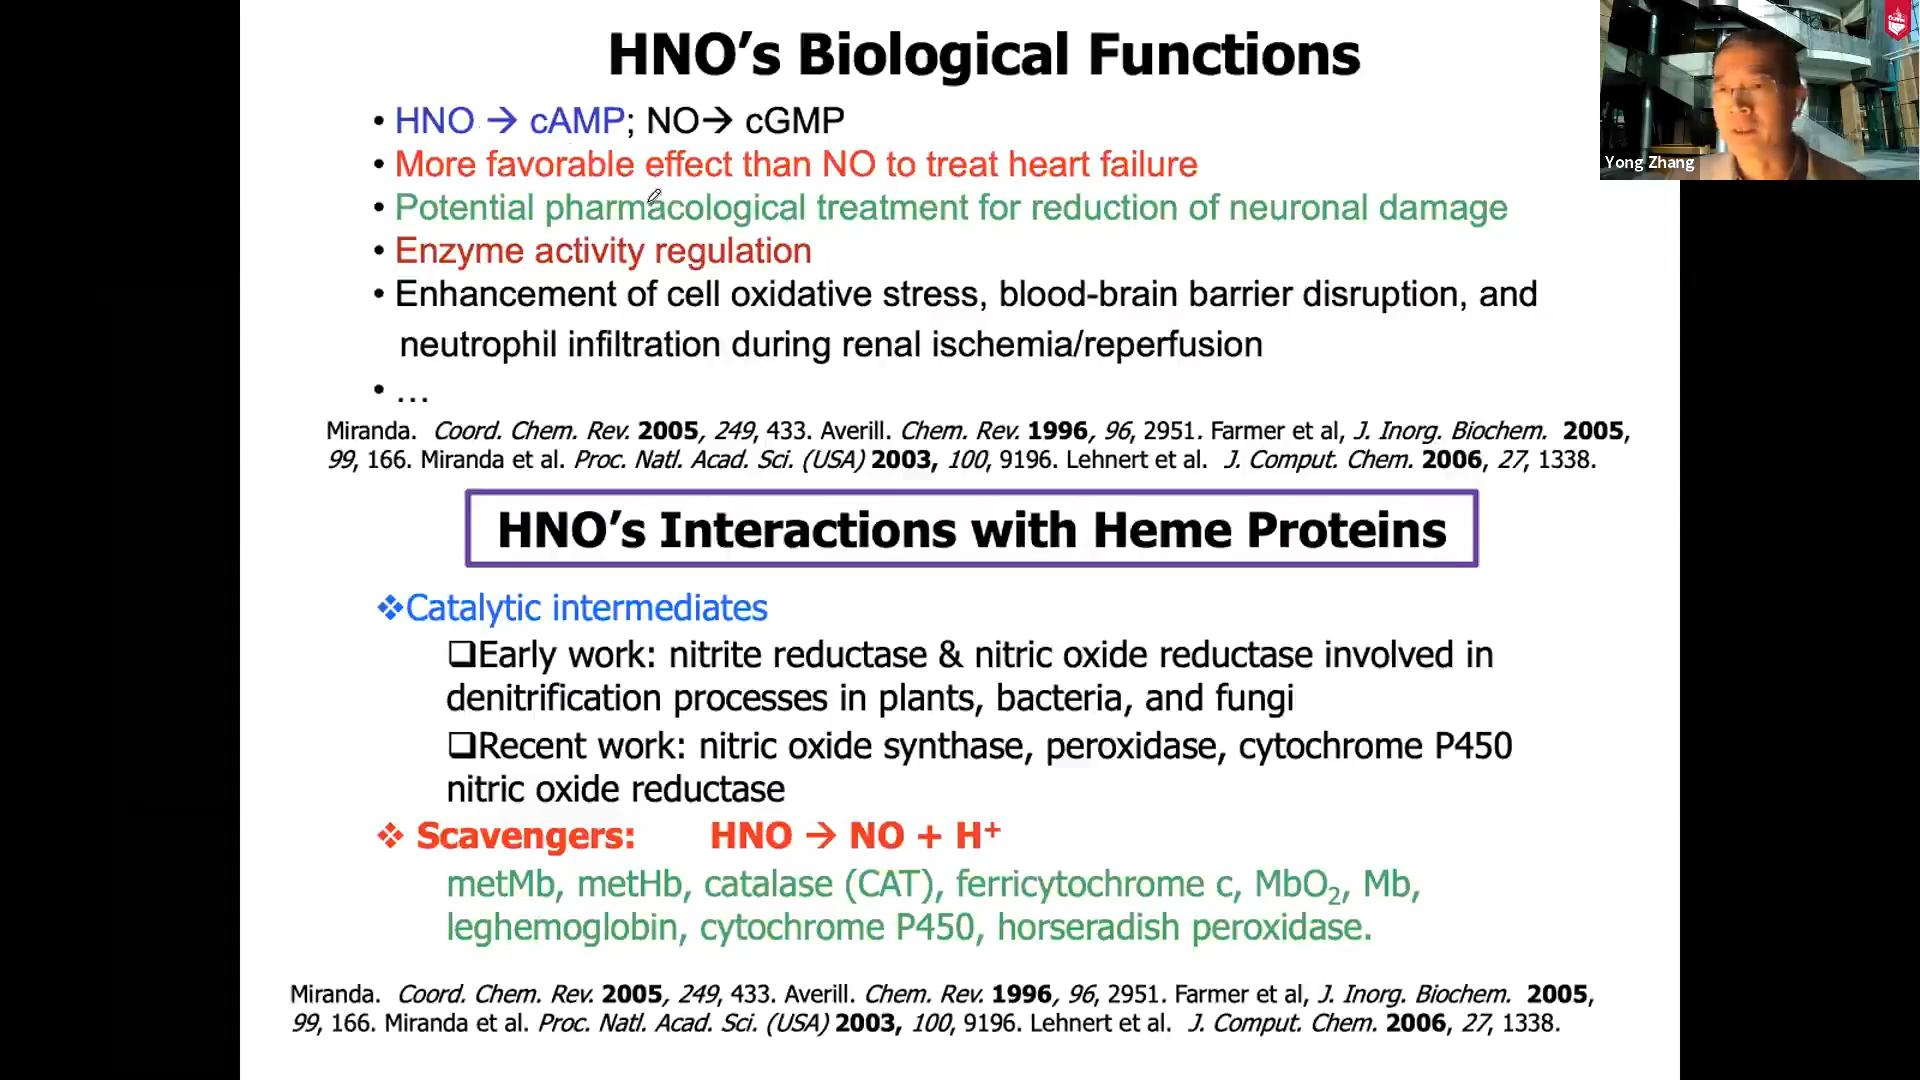 HNO’s Biological Functions
Yong Zhang
• HNO → cAMP; NO→ cGMP
• More favorable effect than NO to treat heart failure
• Potential pharmacological treatment for reduction of neuronal damage
• Enzyme activity regulation
• Enhancement of cell oxidative stress, blood-brain barrier disruption, and
neutrophil infiltration during renal ischemia/reperfusion
• …
Miranda. Coord. Chem. Rev. 2005, 249, 433. Averill. Chem. Rev. 1996, 96, 2951. Farmer et al, J. Inorg. Biochem. 2005,
99, 166. Miranda et al. Proc. Natl. Acad. Sci. (USA) 2003, 100, 9196. Lehnert et al. J. Comput. Chem. 2006, 27, 1338.
HNO’s Interactions with Heme Proteins
❖Catalytic intermediates
❑Early work: nitrite reductase & nitric oxide reductase involved in
denitrification processes in plants, bacteria, and fungi
❑Recent work: nitric oxide synthase, peroxidase, cytochrome P450
nitric oxide reductase
❖ Scavengers: HNO → NO + H⁺
metMb, metHb, catalase (CAT), ferricytochrome c, MbO₂, Mb,
leghemoglobin, cytochrome P450, horseradish peroxidase.
Miranda. Coord. Chem. Rev. 2005, 249, 433. Averill. Chem. Rev. 1996, 96, 2951. Farmer et al, J. Inorg. Biochem. 2005,
99, 166. Miranda et al. Proc. Natl. Acad. Sci. (USA) 2003, 100, 9196. Lehnert et al. J. Comput. Chem. 2006, 27, 1338.